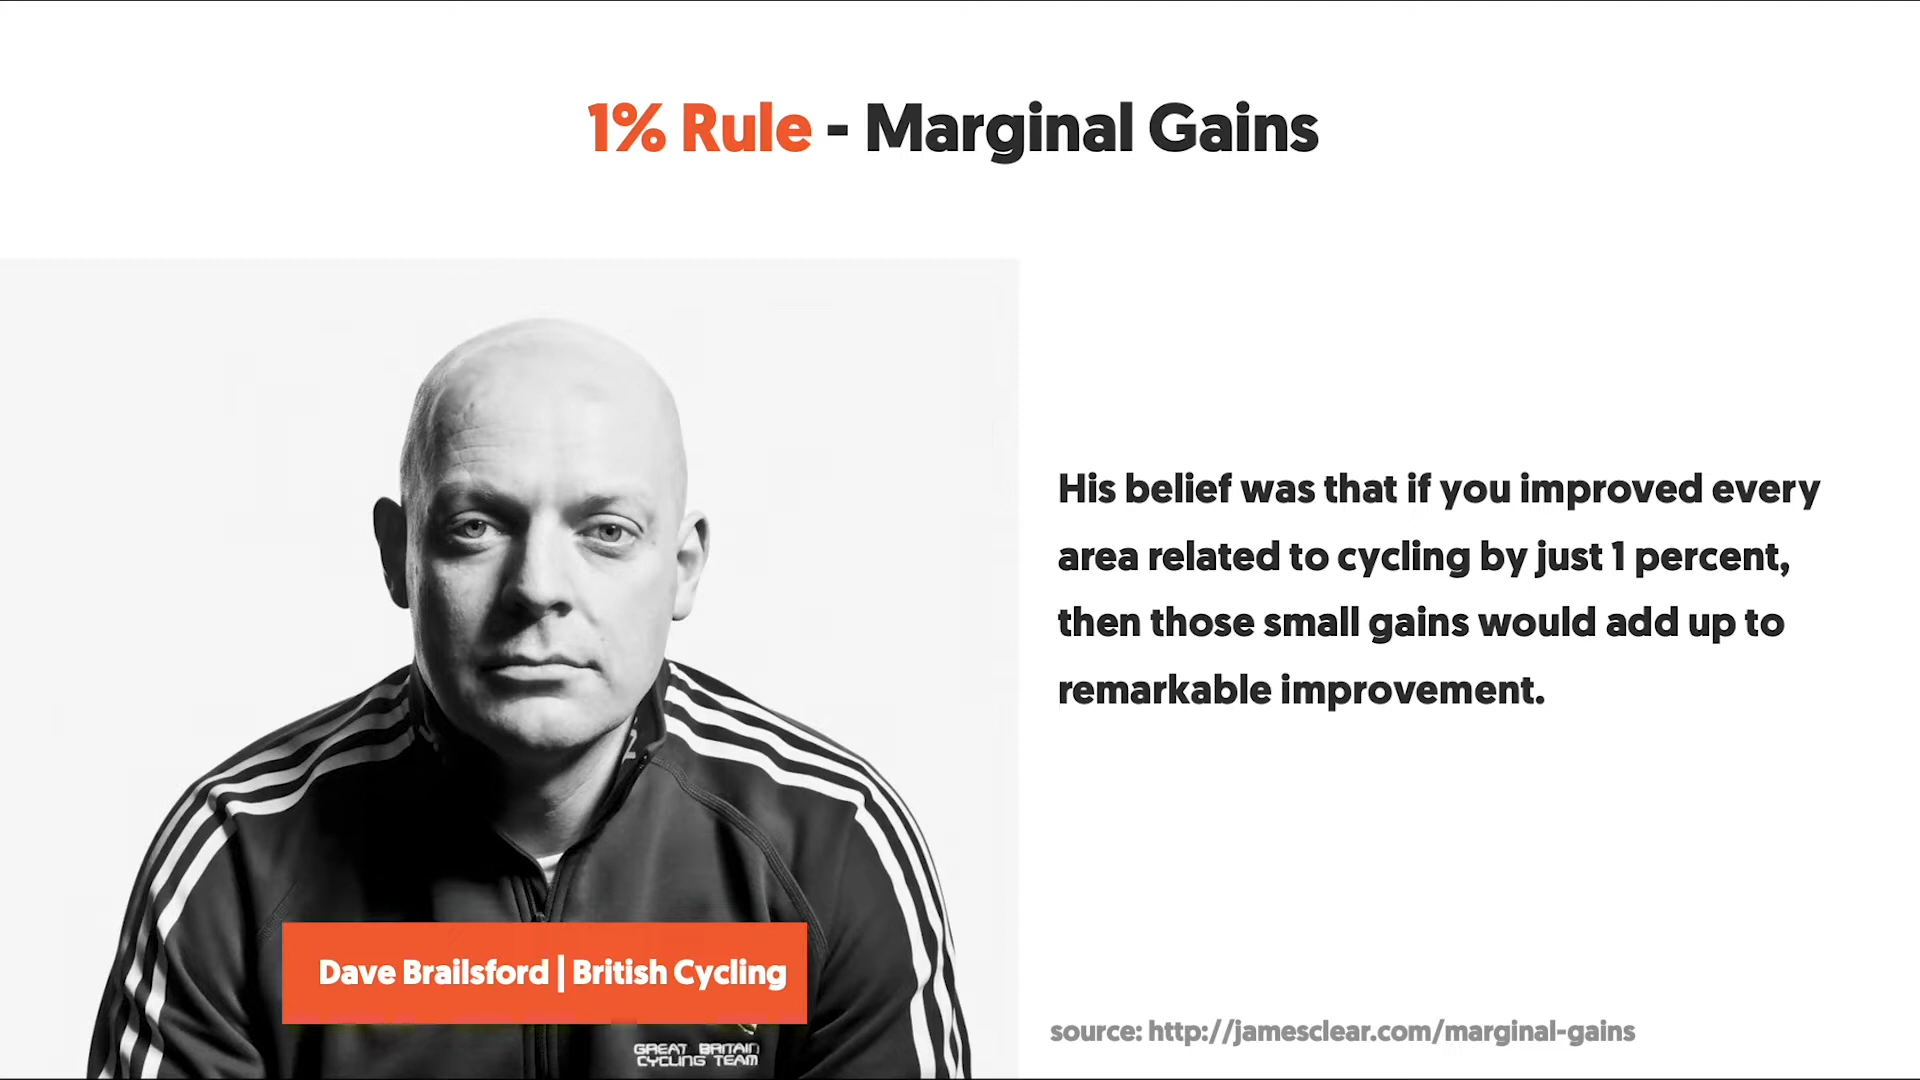 1% Rule - Marginal Gains
His belief was that if you improved every
area related to cycling by just 1 percent,
then those small gains would add up to
remarkable improvement.
Dave Brailsford | British Cycling
GREAT BRITAIN
CYCLING TEAM
source: http://jamesclear.com/marginal-gains